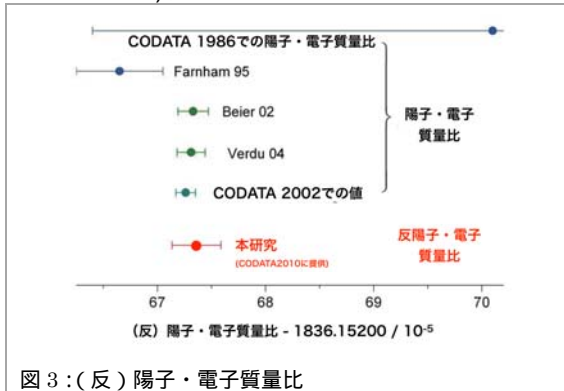 CODATA 1986での陽子・電子質量比
Farnham 95
Beier 02
陽子・電子
質量比
Verdu 04
CODATA 2002での値
本研究
(CODATA2010に提供)
反陽子・電子
質量比
67 68 69 70
(反) 陽子・電子質量比 - 1836.15200 / 10⁻⁵
図 3 : ( 反 ) 陽子・電子質量比